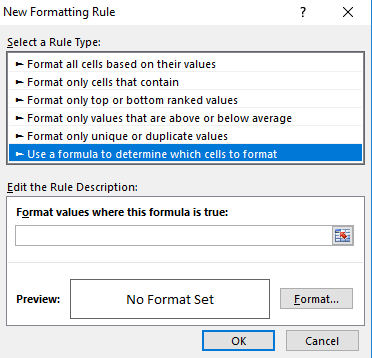 New Formatting Rule ? ×
Select a Rule Type:
► Format all cells based on their values
► Format only cells that contain
► Format only top or bottom ranked values
► Format only values that are above or below average
► Format only unique or duplicate values
► Use a formula to determine which cells to format
Edit the Rule Description:
Format values where this formula is true:
Preview: No Format Set Format...
OK Cancel